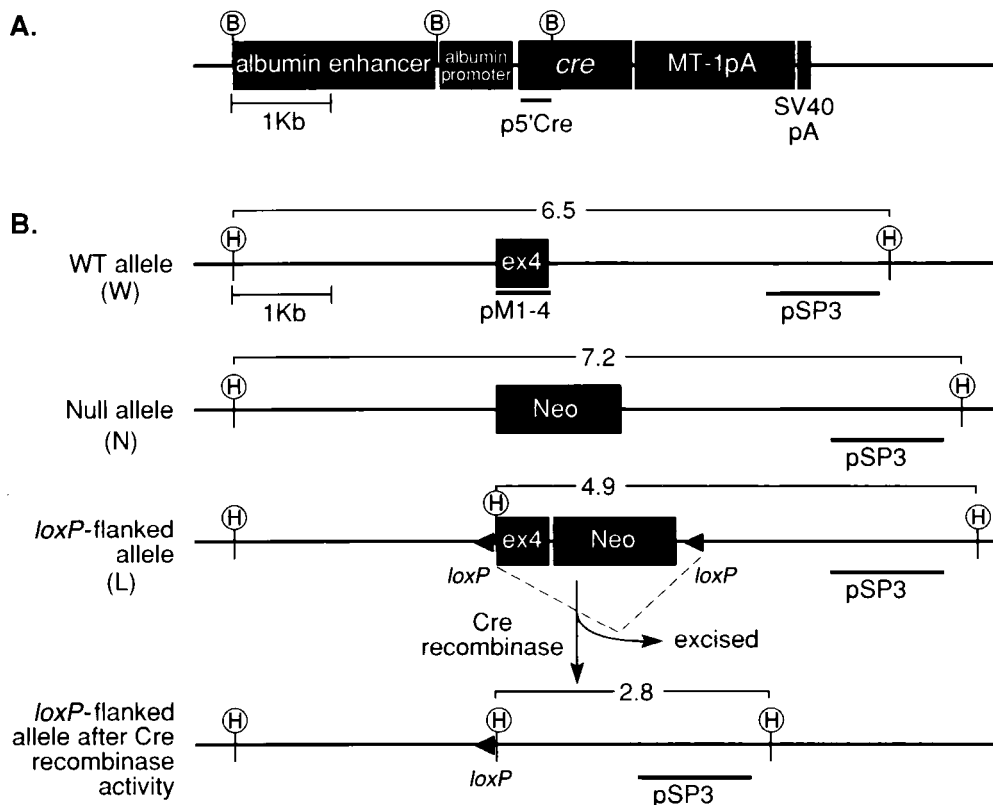 A.
B B B
albumin enhancer
albumin
promoter
cre
MT-1pA
1Kb
p5'Cre
SV40
pA
B.
6.5
H H
WT allele
(W)
ex4
1Kb
pM1-4
pSP3
7.2
H H
Null allele
(N)
Neo
pSP3
4.9
H H H
loxP-flanked
allele
(L)
ex4
Neo
loxP
loxP
pSP3
Cre
recombinase
excised
2.8
H H H
loxP-flanked
allele after Cre
recombinase
activity
loxP
pSP3